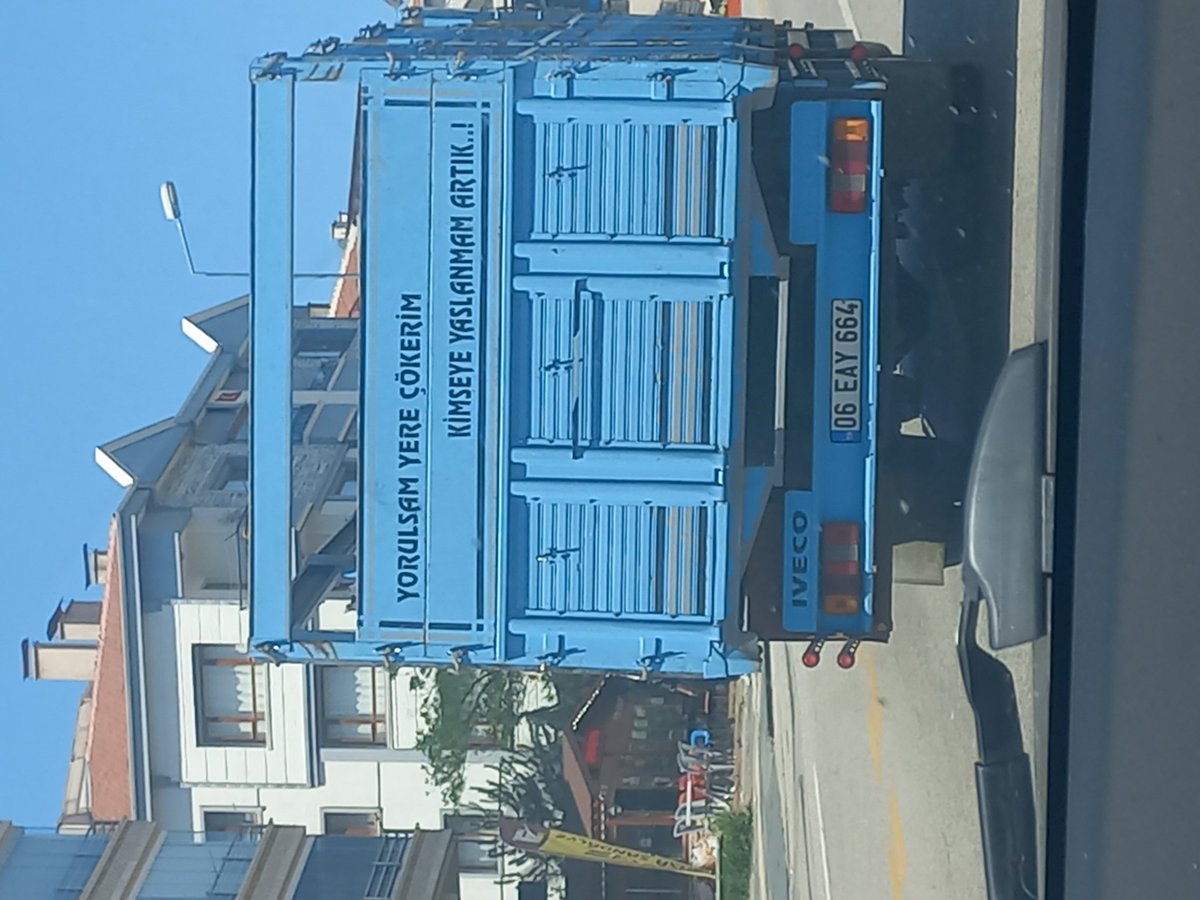 YORULSAM YERE ÇÖKERİM
KİMSEYE YASLANMAM ARTIK..!
IVECO
06 EAY 664